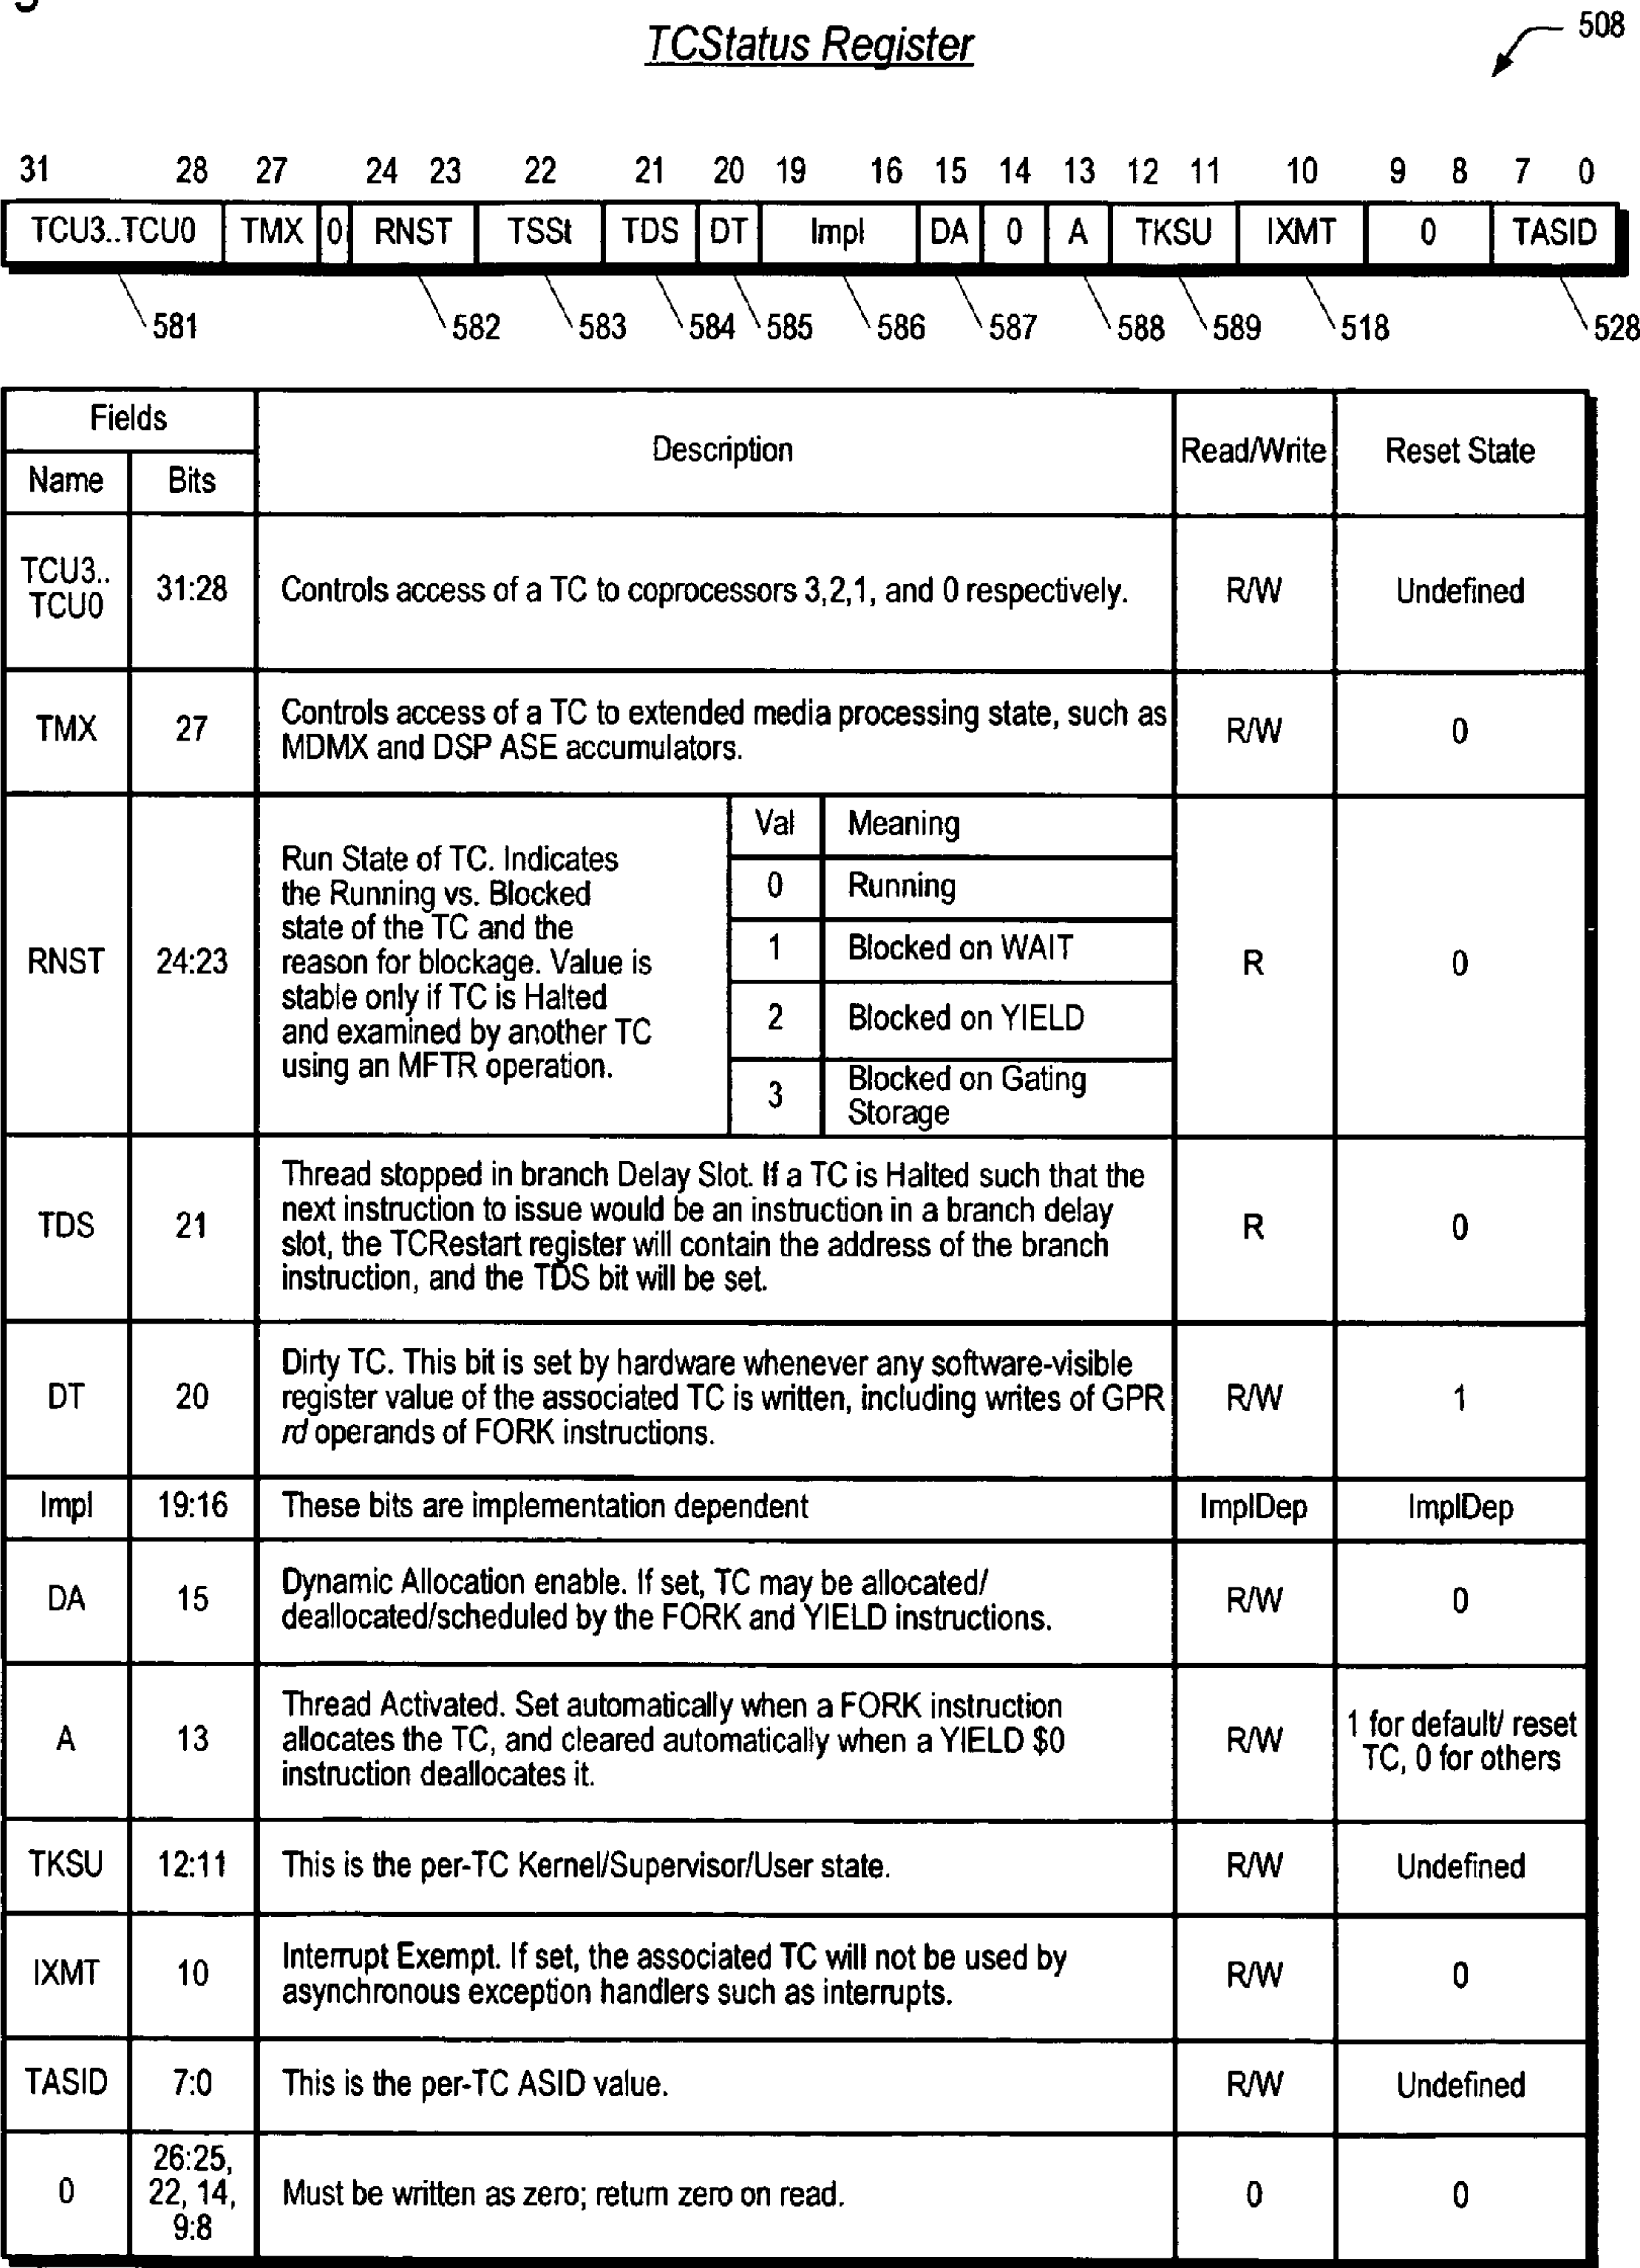 TCStatus Register
508
31 28 27 24 23 22 21 20 19 16 15 14 13 12 11 10 9 8 7 0
TCU3..TCU0 TMX 0 RNST TSSt TDS DT Impl DA 0 A TKSU IXMT 0 TASID
581 582 583 584 585 586 587 588 589 518 528
Fields
Name Bits Description Read/Write Reset State
TCU3..
TCU0 31:28 Controls access of a TC to coprocessors 3,2,1, and 0 respectively. R/W Undefined
TMX 27 Controls access of a TC to extended media processing state, such as
MDMX and DSP ASE accumulators. R/W 0
RNST 24:23 Run State of TC. Indicates
the Running vs. Blocked
state of the TC and the
reason for blockage. Value is
stable only if TC is Halted
and examined by another TC
using an MFTR operation.
Val Meaning
0 Running
1 Blocked on WAIT
2 Blocked on YIELD
3 Blocked on Gating
Storage
R 0
TDS 21 Thread stopped in branch Delay Slot. If a TC is Halted such that the
next instruction to issue would be an instruction in a branch delay
slot, the TCRestart register will contain the address of the branch
instruction, and the TDS bit will be set. R 0
DT 20 Dirty TC. This bit is set by hardware whenever any software-visible
register value of the associated TC is written, including writes of GPR
rd operands of FORK instructions. R/W 1
Impl 19:16 These bits are implementation dependent ImplDep ImplDep
DA 15 Dynamic Allocation enable. If set, TC may be allocated/
deallocated/scheduled by the FORK and YIELD instructions. R/W 0
A 13 Thread Activated. Set automatically when a FORK instruction
allocates the TC, and cleared automatically when a YIELD $0
instruction deallocates it. R/W 1 for default/ reset
TC, 0 for others
TKSU 12:11 This is the per-TC Kernel/Supervisor/User state. R/W Undefined
IXMT 10 Interrupt Exempt. If set, the associated TC will not be used by
asynchronous exception handlers such as interrupts. R/W 0
TASID 7:0 This is the per-TC ASID value. R/W Undefined
0 26:25,
22, 14,
9:8 Must be written as zero; return zero on read. 0 0